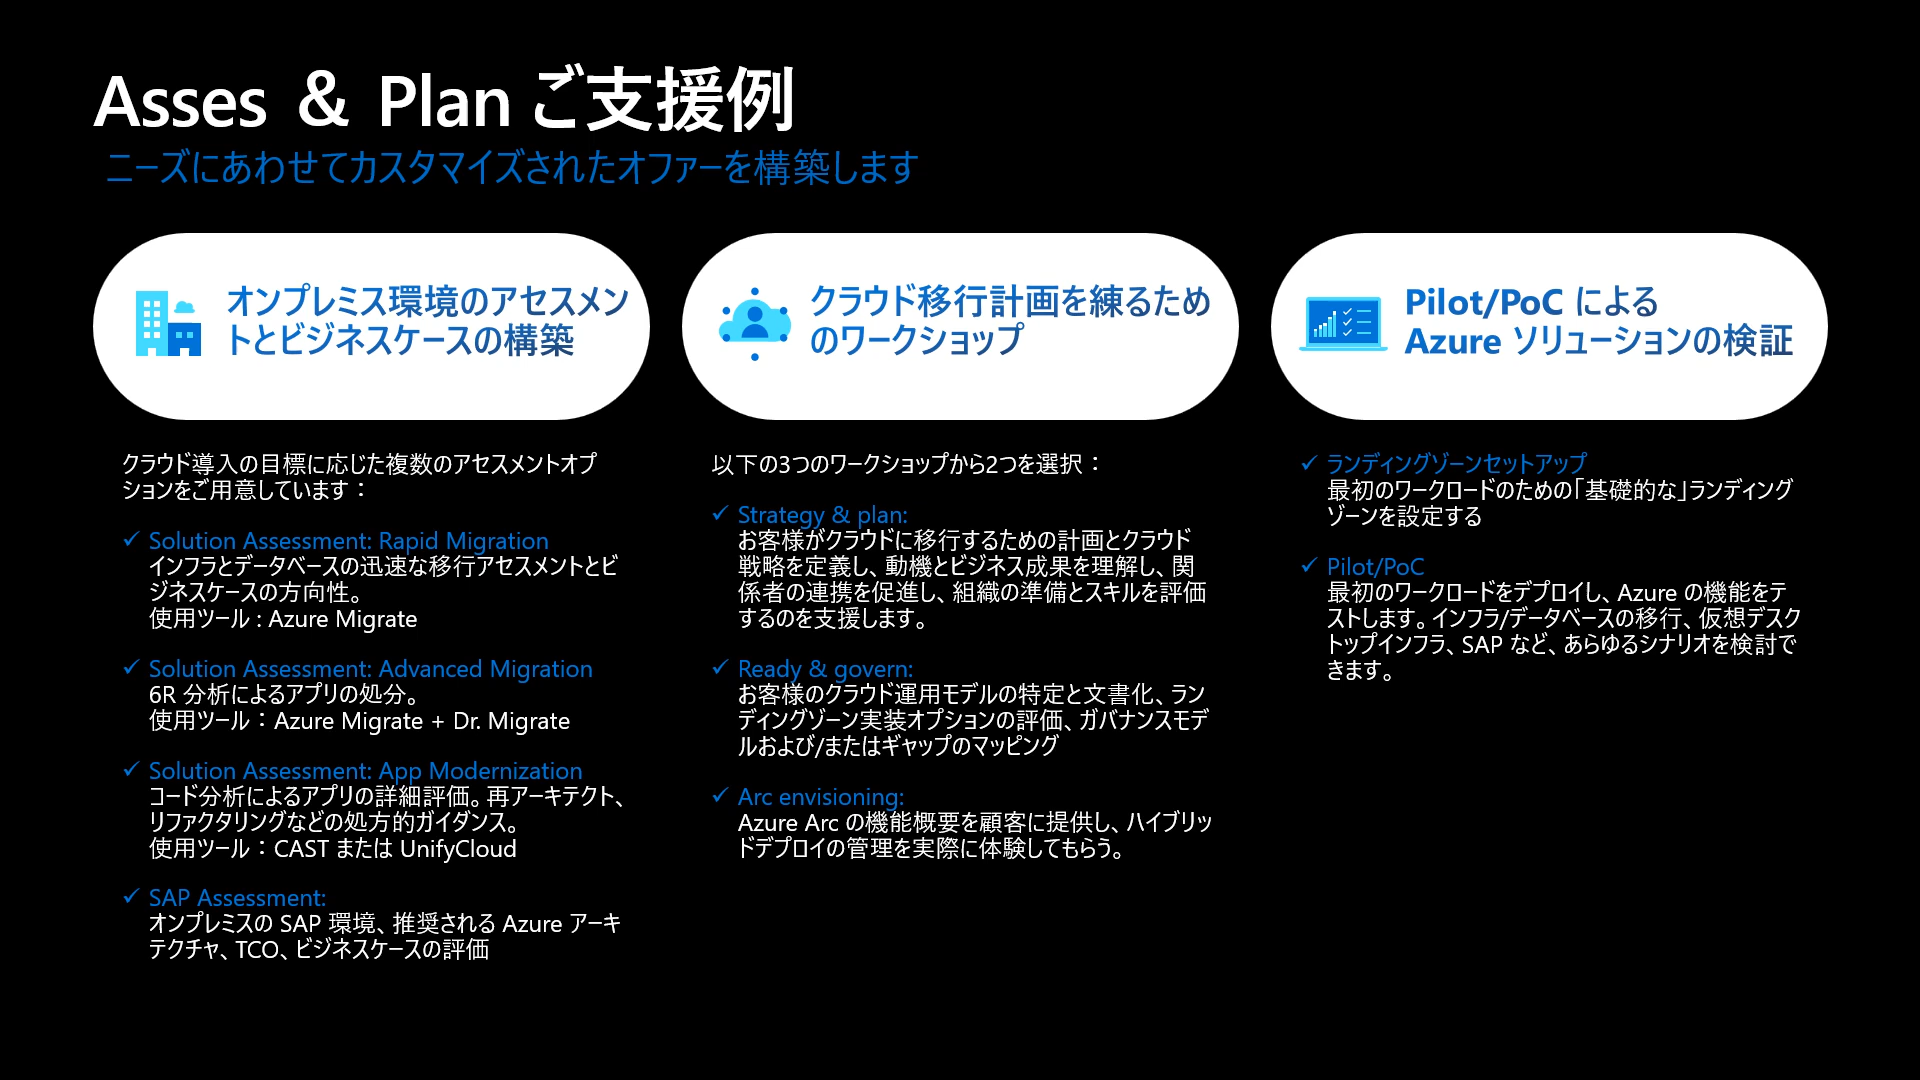 Asses ＆ Plan ご支援例
ニーズにあわせてカスタマイズされたオファーを構築します
オンプレミス環境のアセスメン
トとビジネスケースの構築
クラウド導入の目標に応じた複数のアセスメントオプ
ションをご用意しています：
✓ Solution Assessment: Rapid Migration
インフラとデータベースの迅速な移行アセスメントとビ
ジネスケースの方向性。
使用ツール : Azure Migrate
✓ Solution Assessment: Advanced Migration
6R 分析によるアプリの処分。
使用ツール：Azure Migrate + Dr. Migrate
✓ Solution Assessment: App Modernization
コード分析によるアプリの詳細評価。再アーキテクト、
リファクタリングなどの処方的ガイダンス。
使用ツール：CAST または UnifyCloud
✓ SAP Assessment:
オンプレミスの SAP 環境、推奨される Azure アーキ
テクチャ、TCO、ビジネスケースの評価
クラウド移行計画を練るため
のワークショップ
以下の3つのワークショップから2つを選択：
✓ Strategy & plan:
お客様がクラウドに移行するための計画とクラウド
戦略を定義し、動機とビジネス成果を理解し、関
係者の連携を促進し、組織の準備とスキルを評価
するのを支援します。
✓ Ready & govern:
お客様のクラウド運用モデルの特定と文書化、ラン
ディングゾーン実装オプションの評価、ガバナンスモデ
ルおよび/またはギャップのマッピング
✓ Arc envisioning:
Azure Arc の機能概要を顧客に提供し、ハイブリッ
ドデプロイの管理を実際に体験してもらう。
Pilot/PoC による
Azure ソリューションの検証
✓ ランディングゾーンセットアップ
最初のワークロードのための「基礎的な」ランディング
ゾーンを設定する
✓ Pilot/PoC
最初のワークロードをデプロイし、Azure の機能をテ
ストします。インフラ/データベースの移行、仮想デスク
トップインフラ、SAP など、あらゆるシナリオを検討で
きます。